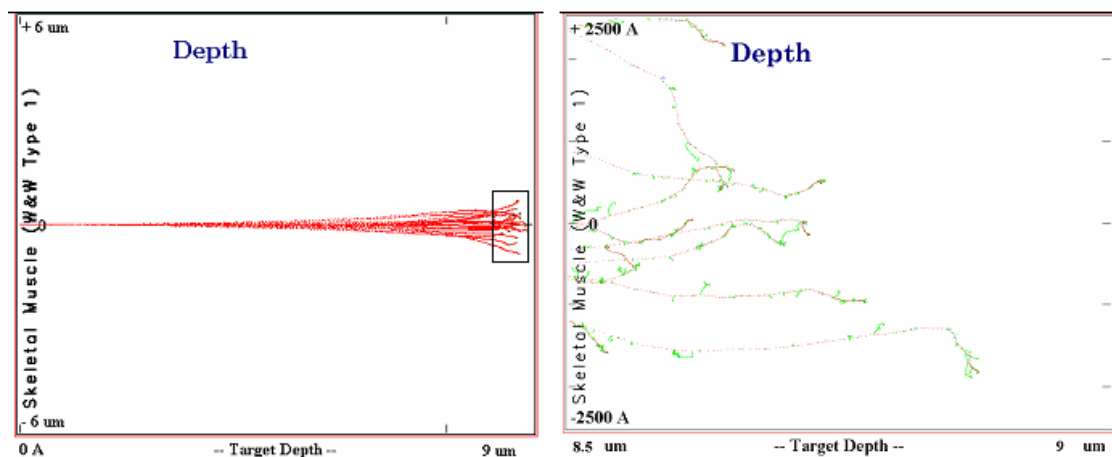 + 6 um
Depth
Skeletal Muscle (W&W Type 1)
0
- 6 um
0 A
-- Target Depth --
9 um
+ 2500 A
Depth
Skeletal Muscle (W&W Type 1)
0
-2500 A
8.5 um
-- Target Depth --
9 um